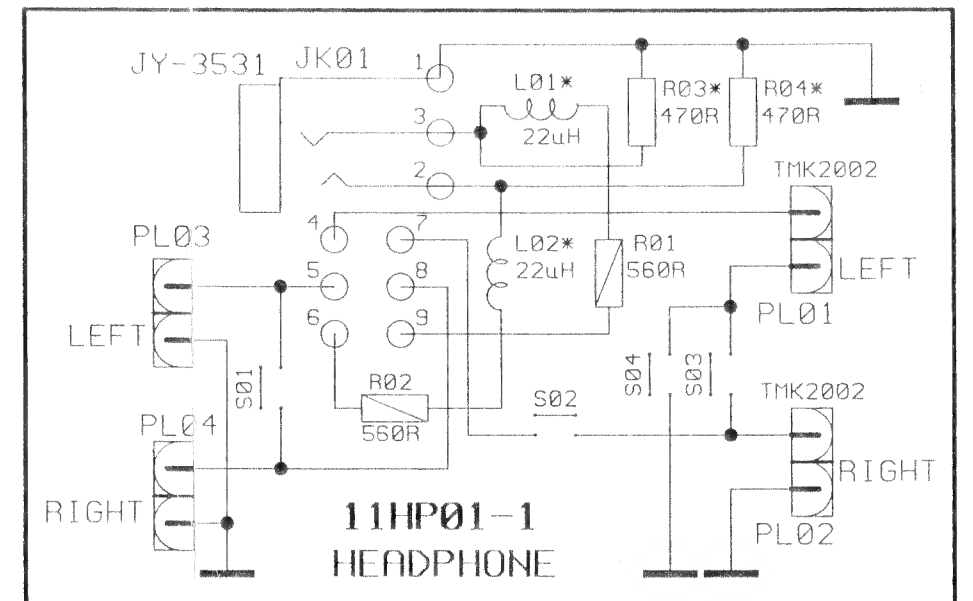 JY-3531 JK01
1
3
2
L01*
22uH
R03*
470R
R04*
470R
TMK2002
PL03
4
7
5
8
6
9
L02*
22uH
R01
560R
LEFT
PL01
LEFT
S01
R02
560R
S02
S04
S03
TMK2002
PL04
RIGHT
RIGHT
PL02
11HP01-1
HEADPHONE